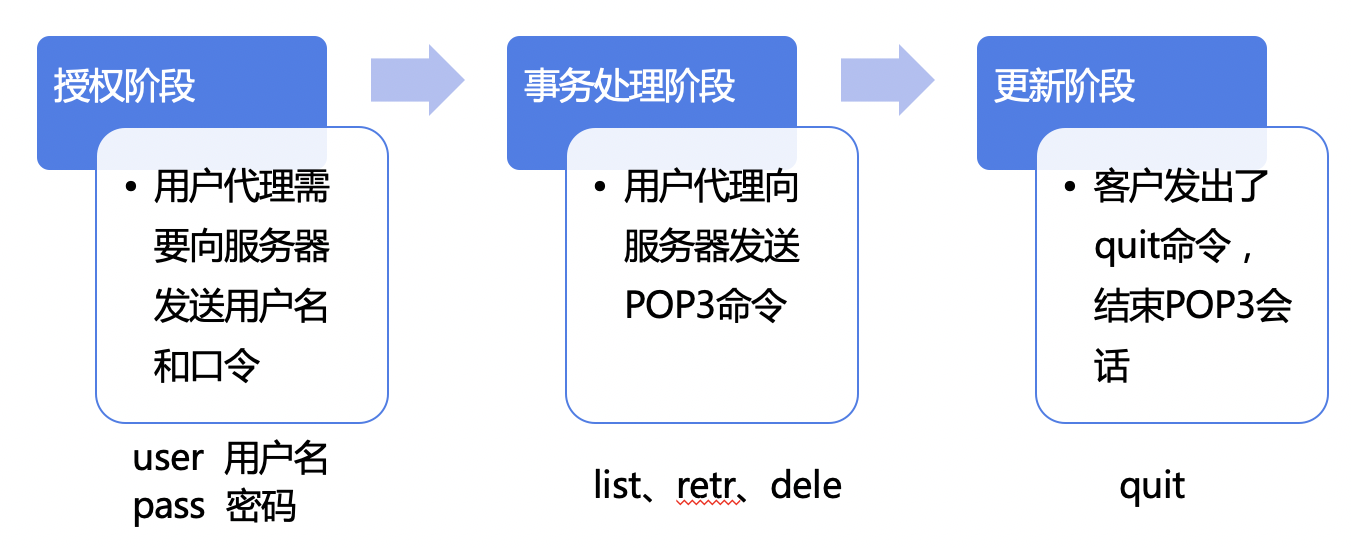 授权阶段
• 用户代理需
要向服务器
发送用户名
和口令
user 用户名
pass 密码
事务处理阶段
• 用户代理向
服务器发送
POP3命令
list、retr、dele
更新阶段
• 客户发出了
quit命令，
结束POP3会
话
quit